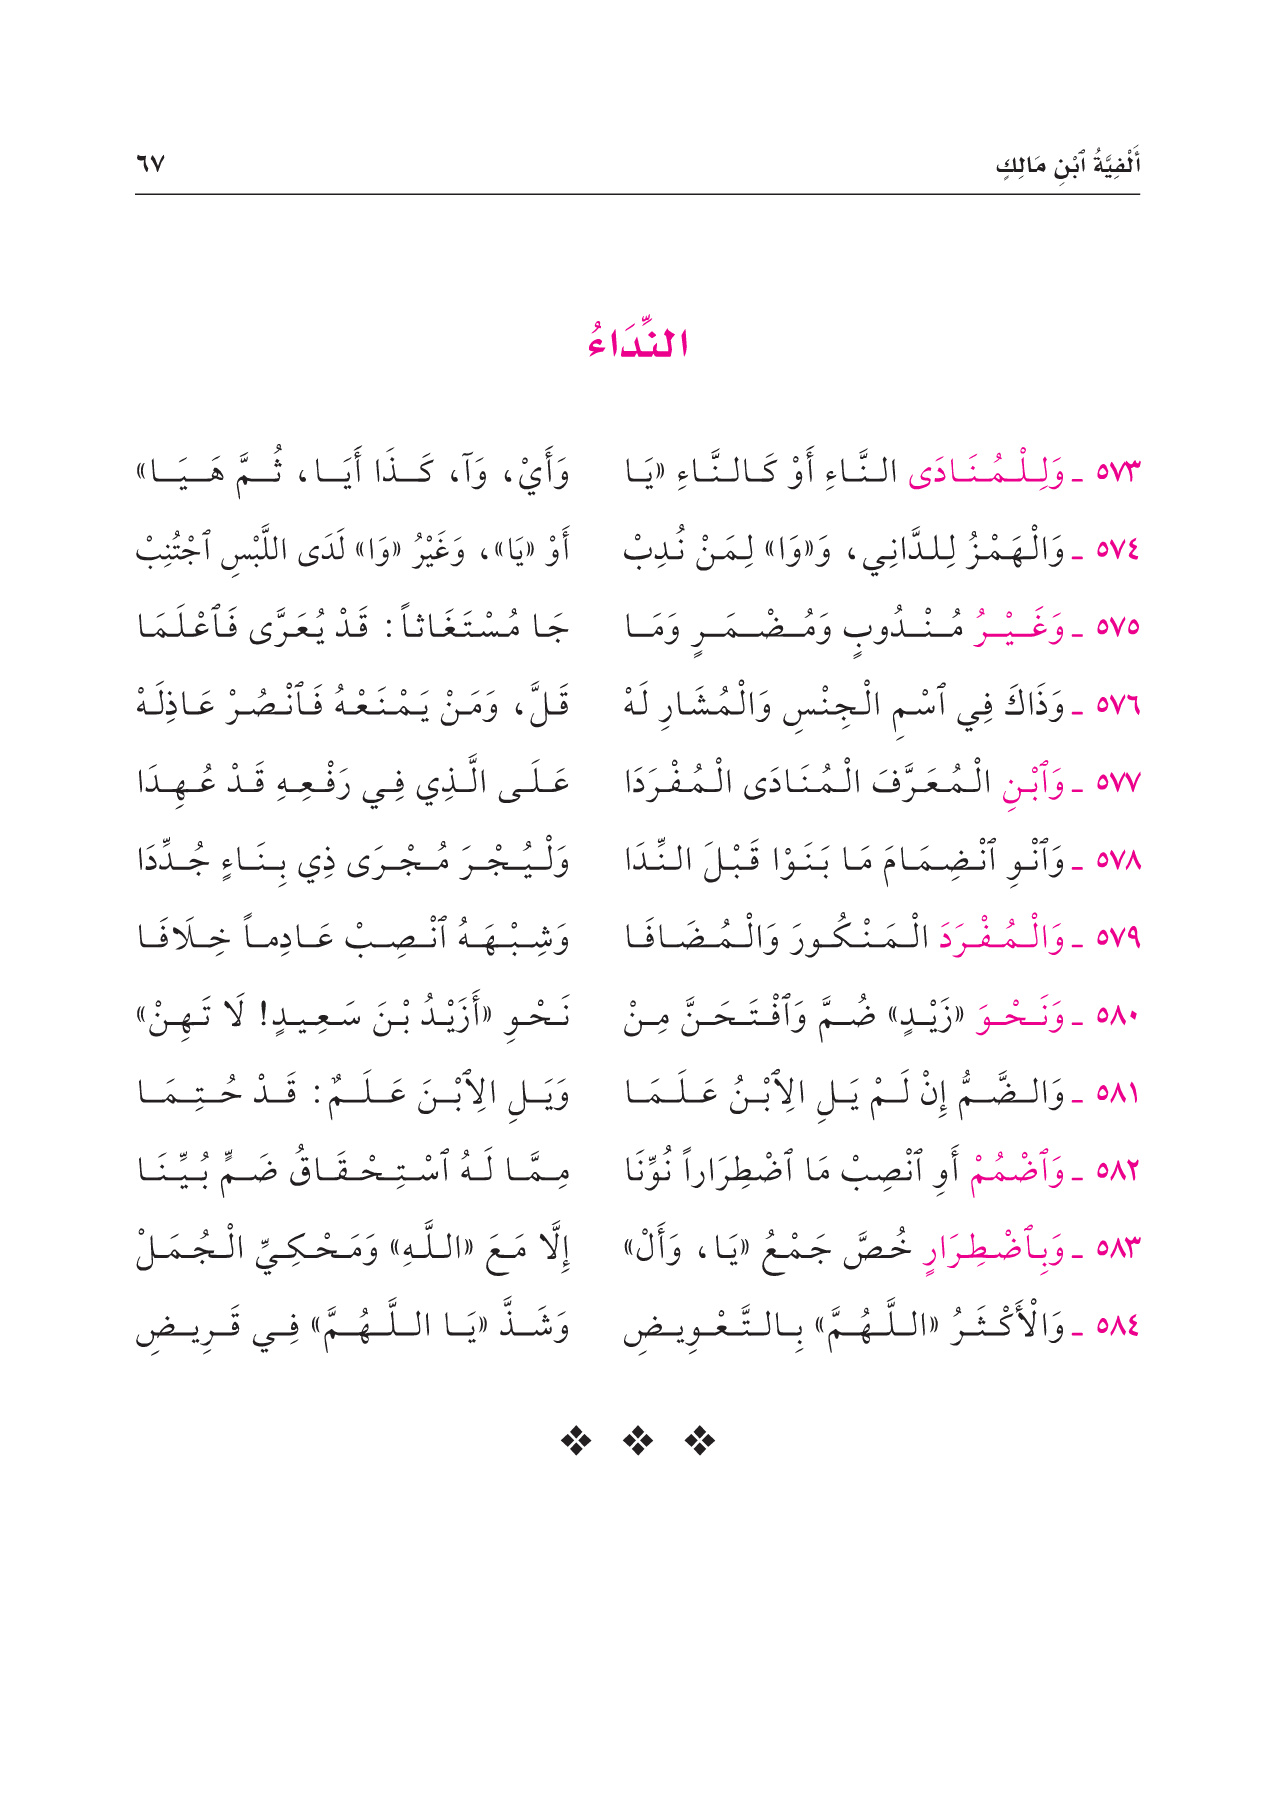 أَلْفِيَّةُ ٱبْنِ مَالِكٍ ٦٧
النِّدَاءُ
٥٧٣ ـ وَلِلْمُنَادَى النَّاءِ أَوْ كَالنَّاءِ «يَا وَأَيْ، وَآ، كَذَا أَيَا، ثُمَّ هَيَا»
٥٧٤ ـ وَالْهَمْزُ لِلدَّانِي، وَ«وَا» لِمَنْ نُدِبْ أَوْ «يَا»، وَغَيْرُ «وَا» لَدَى اللَّبْسِ ٱجْتُنِبْ
٥٧٥ ـ وَغَيْرُ مُنْدُوبٍ وَمُضْمَرٍ وَمَا جَا مُسْتَغَاثاً: قَدْ يُعَرَّى فَٱعْلَمَا
٥٧٦ ـ وَذَاكَ فِي ٱسْمِ الْجِنْسِ وَالْمُشَارِ لَهْ قَلَّ، وَمَنْ يَمْنَعْهُ فَٱنْصُرْ عَاذِلَهْ
٥٧٧ ـ وَٱبْنِ الْمُعَرَّفَ الْمُنَادَى الْمُفْرَدَا عَلَى الَّذِي فِي رَفْعِهِ قَدْ عُهِدَا
٥٧٨ ـ وَٱنْوِ ٱنْضِمَامَ مَا بَنَوْا قَبْلَ النِّدَا وَلْيُجْرَ مُجْرَى ذِي بِنَاءٍ جُدِّدَا
٥٧٩ ـ وَالْمُفْرَدَ الْمَنْكُورَ وَالْمُضَافَا وَشِبْهَهُ ٱنْصِبْ عَادِماً خِلَافَا
٥٨٠ ـ وَنَحْوَ «زَيْدٍ» ضُمَّ وَٱفْتَحَنَّ مِنْ نَحْوِ «أَزَيْدُ بْنَ سَعِيدٍ! لَا تَهِنْ»
٥٨١ ـ وَالضَّمُّ إِنْ لَمْ يَلِ الِٱبْنُ عَلَمَا وَيَلِ الِٱبْنَ عَلَمٌ: قَدْ حُتِمَا
٥٨٢ ـ وَٱضْمُمْ أَوِ ٱنْصِبْ مَا ٱضْطِرَاراً نُوِّنَا مِمَّا لَهُ ٱسْتِحْقَاقُ ضَمٍّ بُيِّنَا
٥٨٣ ـ وَبِٱضْطِرَارٍ خُصَّ جَمْعُ «يَا، وَأَلْ» إِلَّا مَعَ «اللَّهِ» وَمَحْكِيِّ الْجُمَلْ
٥٨٤ ـ وَالْأَكْثَرُ «اللَّهُمَّ» بِالتَّعْوِيضِ وَشَذَّ «يَا اللَّهُمَّ» فِي قَرِيضِ